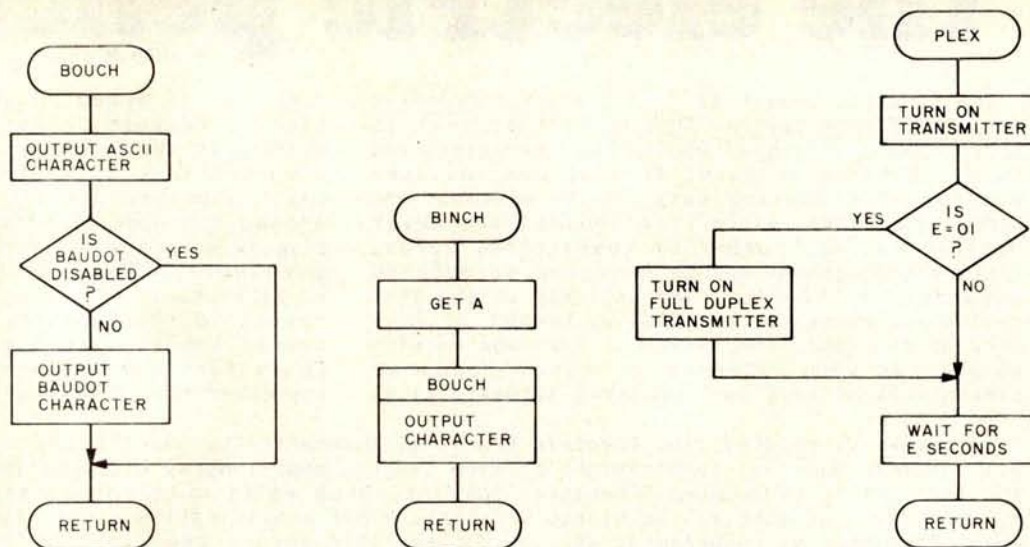 BOUCH
OUTPUT ASCII
CHARACTER
IS
BAUDOT
DISABLED
?
YES
NO
OUTPUT
BAUDOT
CHARACTER
RETURN
BINCH
GET A
BOUCH
OUTPUT
CHARACTER
RETURN
PLEX
TURN ON
TRANSMITTER
IS
E=01
?
YES
NO
TURN ON
FULL DUPLEX
TRANSMITTER
WAIT FOR
E SECONDS
RETURN